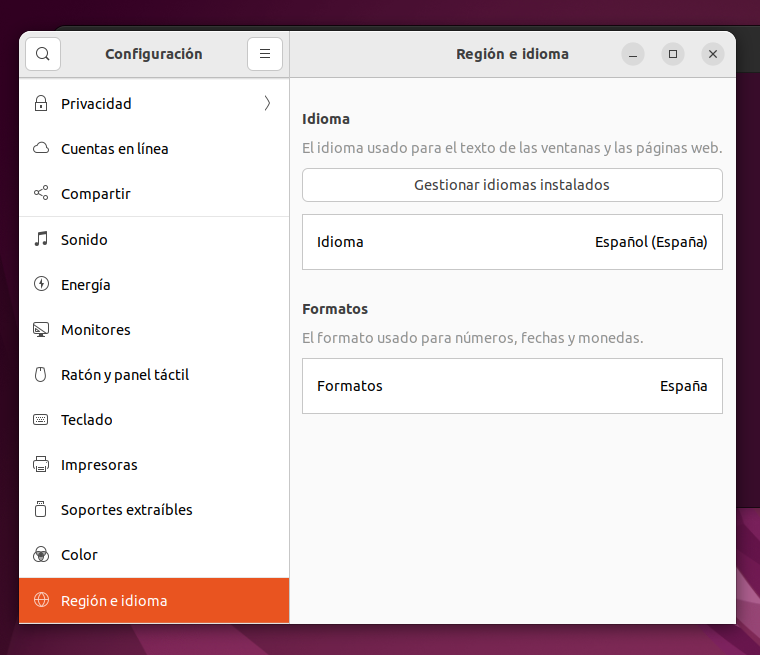 Configuración
Región e idioma
Privacidad
Cuentas en línea
Compartir
Sonido
Energía
Monitores
Ratón y panel táctil
Teclado
Impresoras
Soportes extraíbles
Color
Región e idioma
Idioma
El idioma usado para el texto de las ventanas y las páginas web.
Gestionar idiomas instalados
Idioma Español (España)
Formatos
El formato usado para números, fechas y monedas.
Formatos España